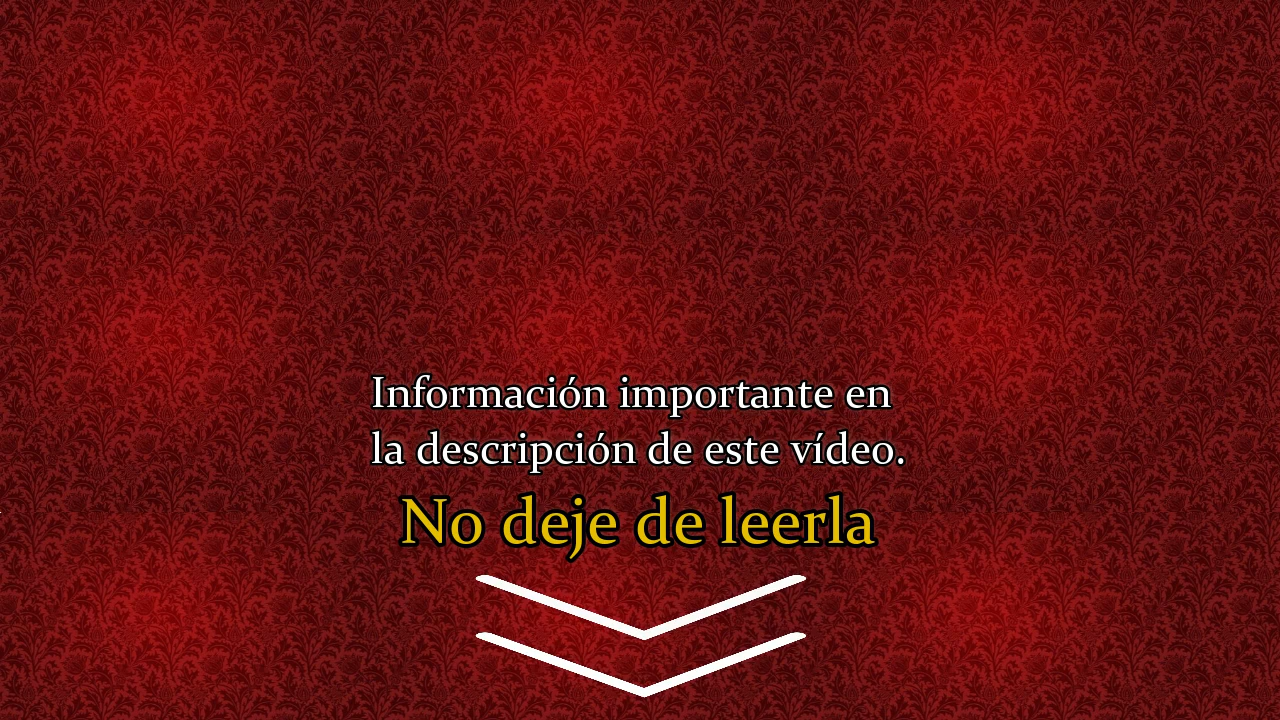 Información importante en
la descripción de este vídeo.
No deje de leerla